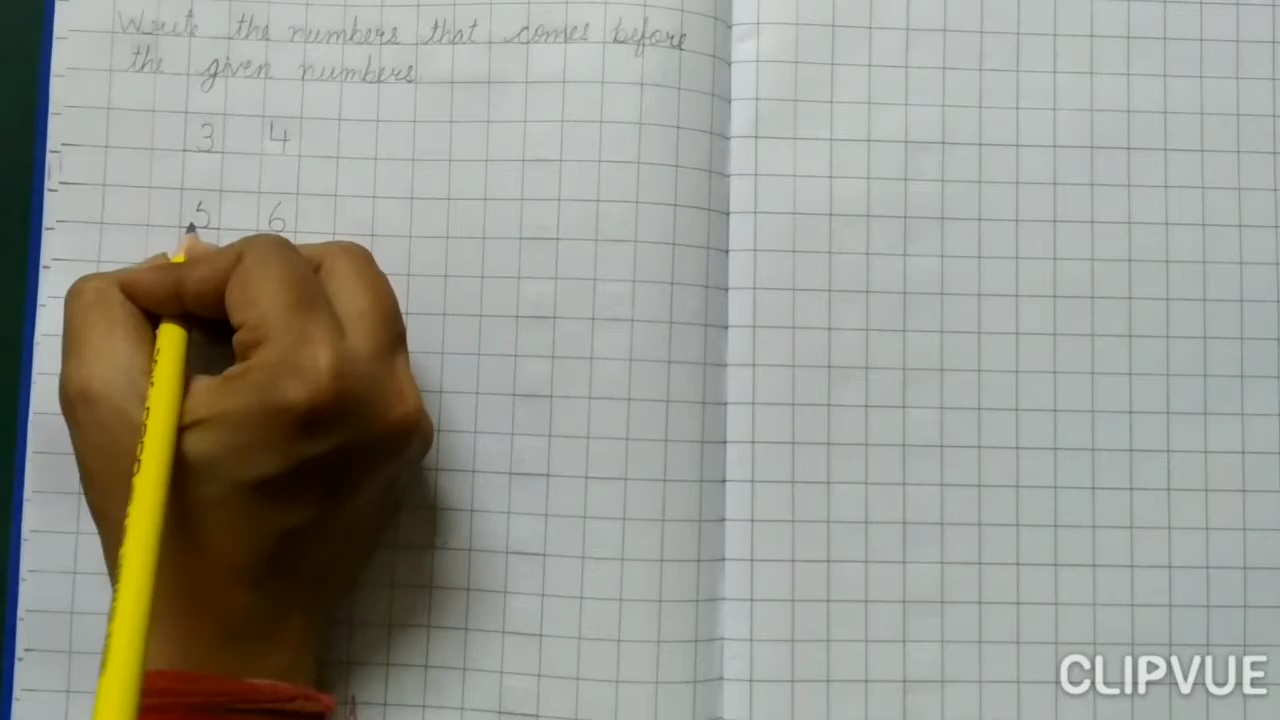 Write the numbers that comes before
the given numbers
3 4
5 6
CLIPVUE